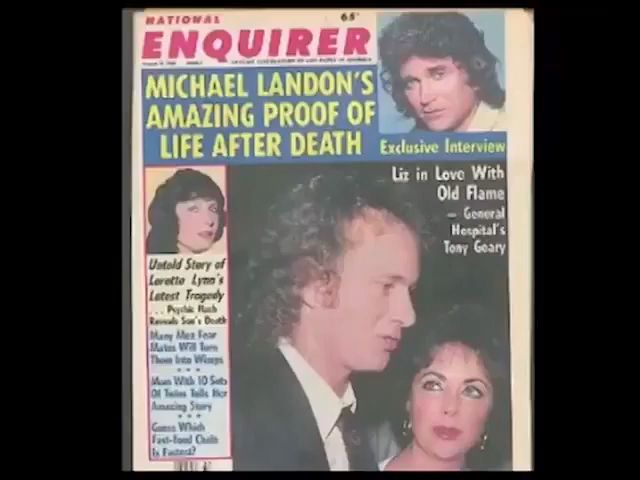 NATIONAL
65¢
ENQUIRER
MICHAEL LANDON'S
AMAZING PROOF OF
LIFE AFTER DEATH
Exclusive Interview
Liz in Love With
Old Flame
— General
Hospital's
Tony Geary
Untold Story of
Loretta Lynn's
Latest Tragedy
... Psychic Flash
Reveals Son's Death
Many Men Fear
Mates Will Turn
Them Into Wimps
* * *
Mom With 10 Sets
Of Twins Tells Her
Amazing Story
* * *
Guess Which
Fast-Food Chain
Is Fastest?